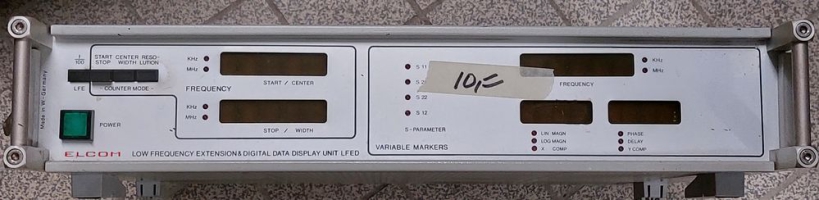 1
100
START CENTER RESO-
STOP WIDTH LUTION
LFE - COUNTER MODE -
Made in W.-Germany
POWER
KHz
MHz
FREQUENCY
START / CENTER
KHz
MHz
STOP / WIDTH
ELCOM LOW FREQUENCY EXTENSION & DIGITAL DATA DISPLAY UNIT LFED
S 11
S 22
S 12
S - PARAMETER
VARIABLE MARKERS
10,=
KHz
MHz
FREQUENCY
LIN MAGN
LOG MAGN
X COMP
PHASE
DELAY
Y COMP